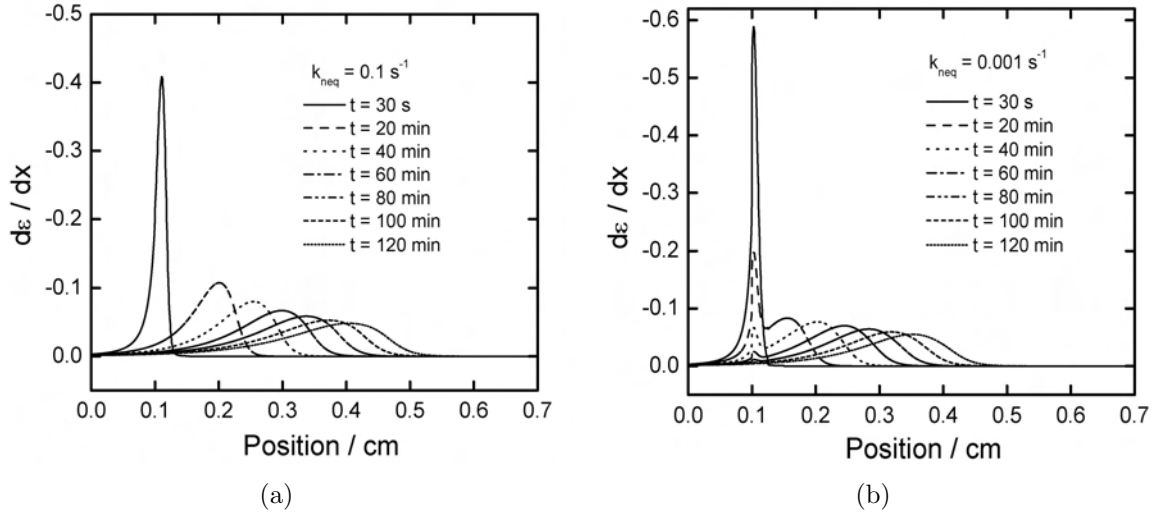 -0.5
-0.4
-0.3
-0.2
-0.1
0.0
dε / dx
k_neq = 0.1 s⁻¹
t = 30 s
t = 20 min
t = 40 min
t = 60 min
t = 80 min
t = 100 min
t = 120 min
0.0 0.1 0.2 0.3 0.4 0.5 0.6 0.7
Position / cm
(a)
-0.6
-0.5
-0.4
-0.3
-0.2
-0.1
0.0
dε / dx
k_neq = 0.001 s⁻¹
t = 30 s
t = 20 min
t = 40 min
t = 60 min
t = 80 min
t = 100 min
t = 120 min
0.0 0.1 0.2 0.3 0.4 0.5 0.6 0.7
Position / cm
(b)